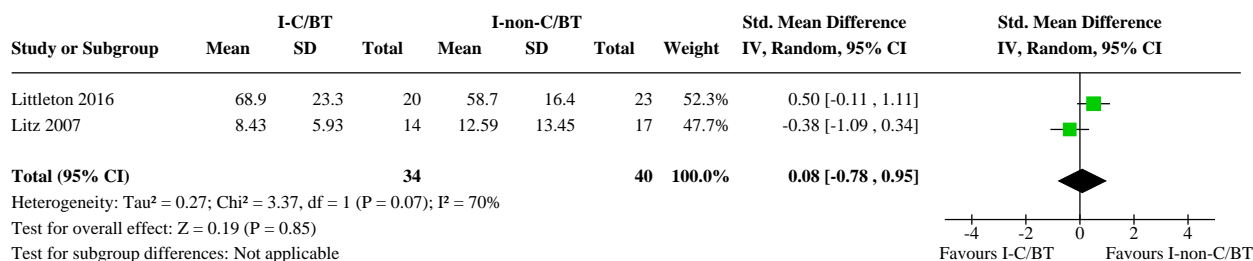 I-C/BT I-non-C/BT Std. Mean Difference Std. Mean Difference
Study or Subgroup Mean SD Total Mean SD Total Weight IV, Random, 95% CI IV, Random, 95% CI
Littleton 2016 68.9 23.3 20 58.7 16.4 23 52.3% 0.50 [-0.11 , 1.11]
Litz 2007 8.43 5.93 14 12.59 13.45 17 47.7% -0.38 [-1.09 , 0.34]
Total (95% CI) 34 40 100.0% 0.08 [-0.78 , 0.95]
Heterogeneity: Tau² = 0.27; Chi² = 3.37, df = 1 (P = 0.07); I² = 70%
Test for overall effect: Z = 0.19 (P = 0.85)
-4 -2 0 2 4
Test for subgroup differences: Not applicable
Favours I-C/BT Favours I-non-C/BT